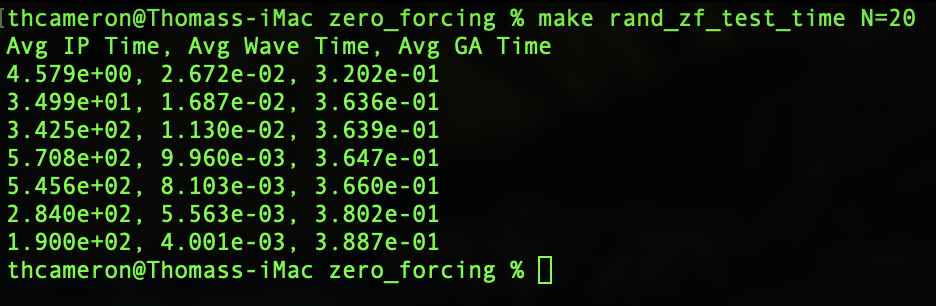 thcameron@Thomass-iMac zero_forcing % make rand_zf_test_time N=20
Avg IP Time, Avg Wave Time, Avg GA Time
4.579e+00, 2.672e-02, 3.202e-01
3.499e+01, 1.687e-02, 3.636e-01
3.425e+02, 1.130e-02, 3.639e-01
5.708e+02, 9.960e-03, 3.647e-01
5.456e+02, 8.103e-03, 3.660e-01
2.840e+02, 5.563e-03, 3.802e-01
1.900e+02, 4.001e-03, 3.887e-01
thcameron@Thomass-iMac zero_forcing %